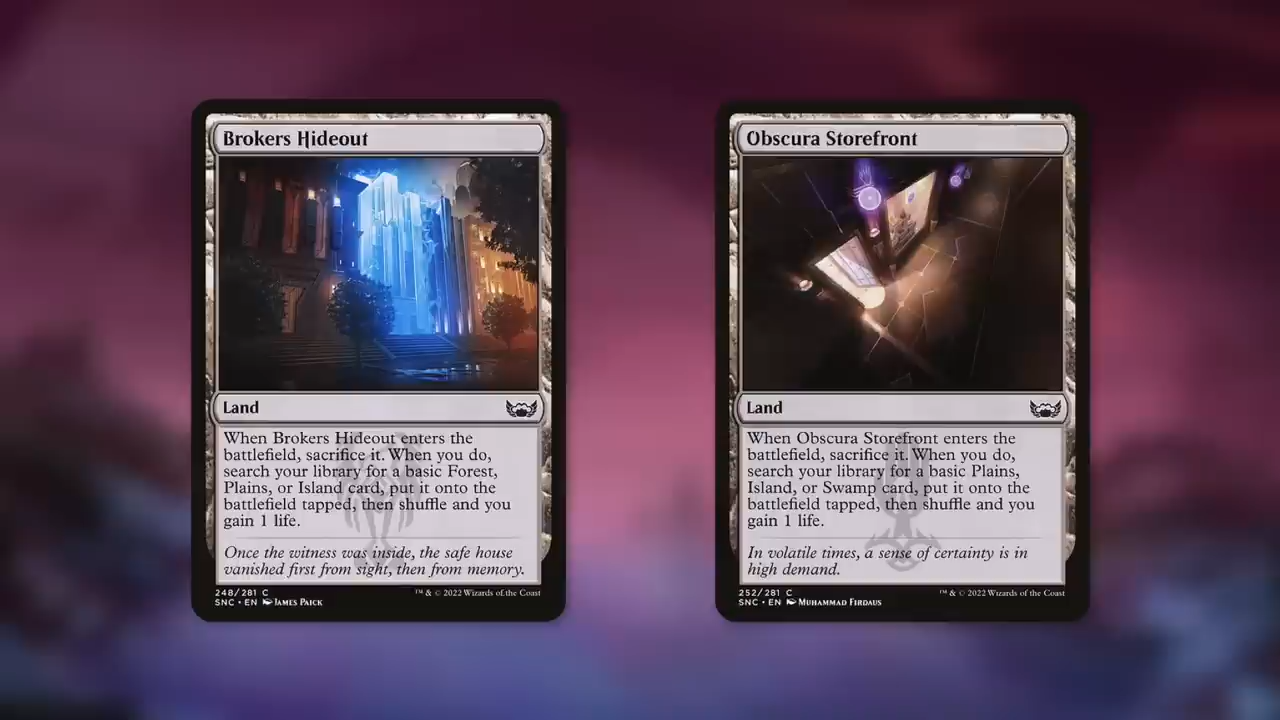 Brokers Hideout
Land
When Brokers Hideout enters the
battlefield, sacrifice it. When you do,
search your library for a basic Forest,
Plains, or Island card, put it onto the
battlefield tapped, then shuffle and you
gain 1 life.
Once the witness was inside, the safe house
vanished first from sight, then from memory.
248/281 C
SNC • EN James Paick
™ & © 2022 Wizards of the Coast
Obscura Storefront
Land
When Obscura Storefront enters the
battlefield, sacrifice it. When you do,
search your library for a basic Plains,
Island, or Swamp card, put it onto the
battlefield tapped, then shuffle and you
gain 1 life.
In volatile times, a sense of certainty is in
high demand.
252/281 C
SNC • EN Muhammad Firdaus
™ & © 2022 Wizards of the Coast